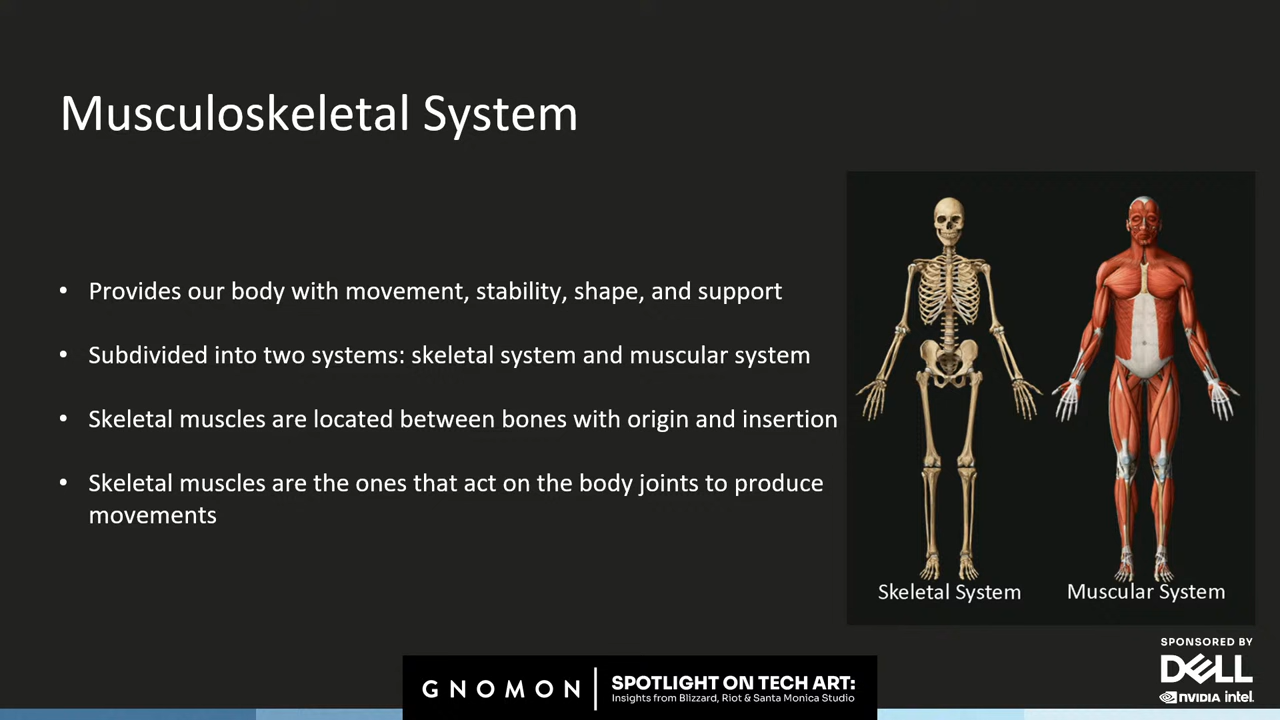 Musculoskeletal System
• Provides our body with movement, stability, shape, and support
• Subdivided into two systems: skeletal system and muscular system
• Skeletal muscles are located between bones with origin and insertion
• Skeletal muscles are the ones that act on the body joints to produce
movements
Skeletal System
Muscular System
GNOMON
SPOTLIGHT ON TECH ART:
Insights from Blizzard, Riot & Santa Monica Studio
SPONSORED BY
DELL
NVIDIA intel.